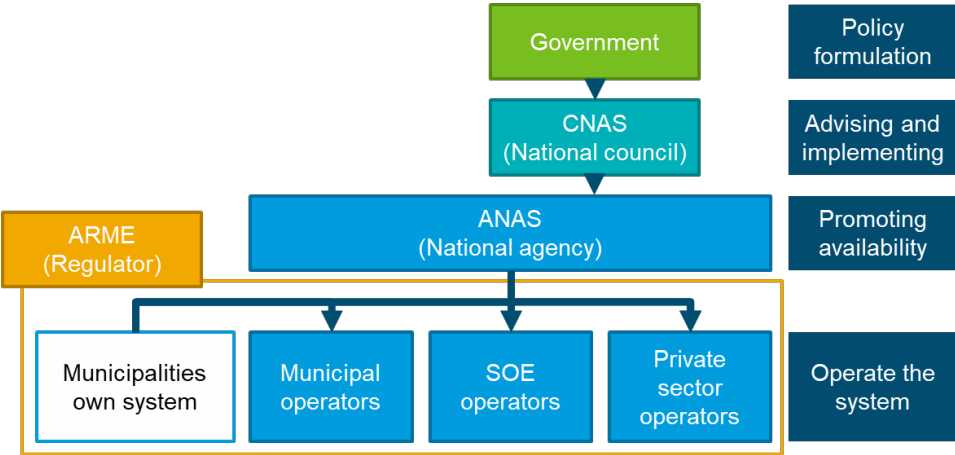 Government
Policy
formulation
CNAS
(National council)
Advising and
implementing
ANAS
(National agency)
Promoting
availability
ARME
(Regulator)
Municipalities
own system
Municipal
operators
SOE
operators
Private
sector
operators
Operate the
system